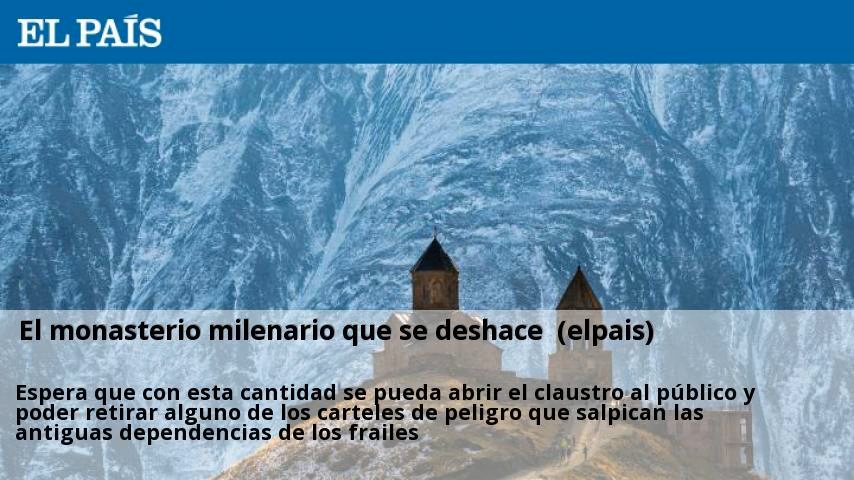 EL PAÍS
El monasterio milenario que se deshace (elpais)
Espera que con esta cantidad se pueda abrir el claustro al público y
poder retirar alguno de los carteles de peligro que salpican las
antiguas dependencias de los frailes